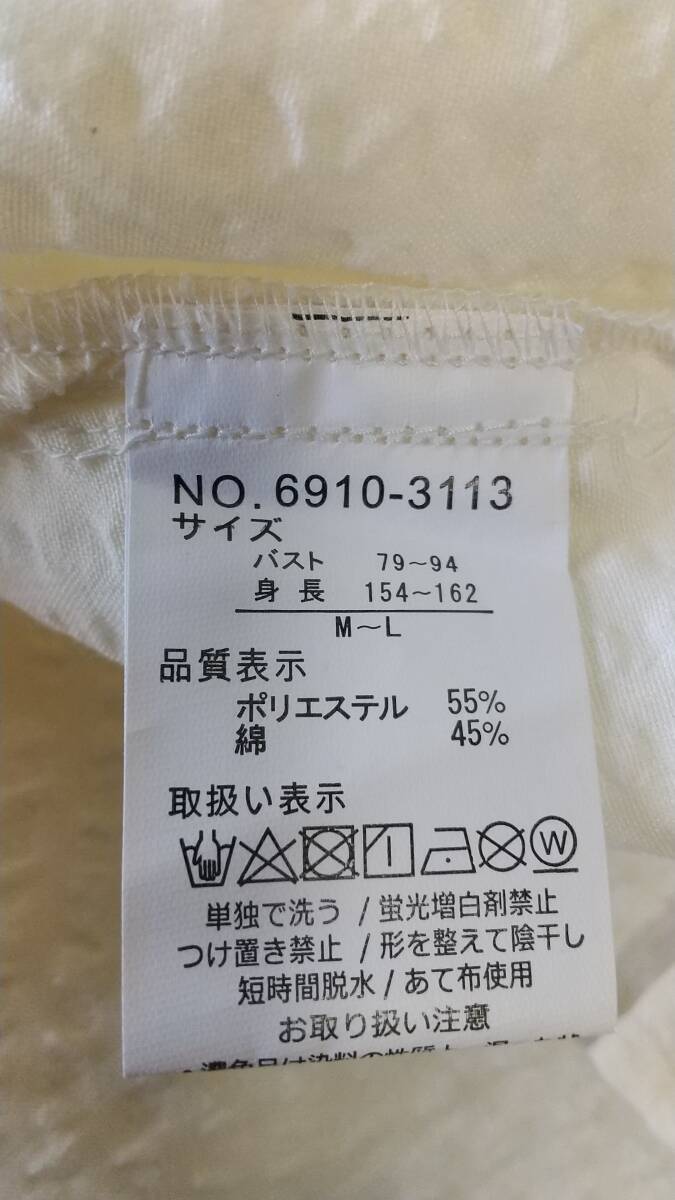 NO.6910-3113
サイズ
バスト 79～94
身長 154～162
M～L
品質表示
ポリエステル 55%
綿 45%
取扱い表示
W
単独で洗う / 蛍光増白剤禁止
つけ置き禁止 / 形を整えて陰干し
短時間脱水 / あて布使用
お取り扱い注意